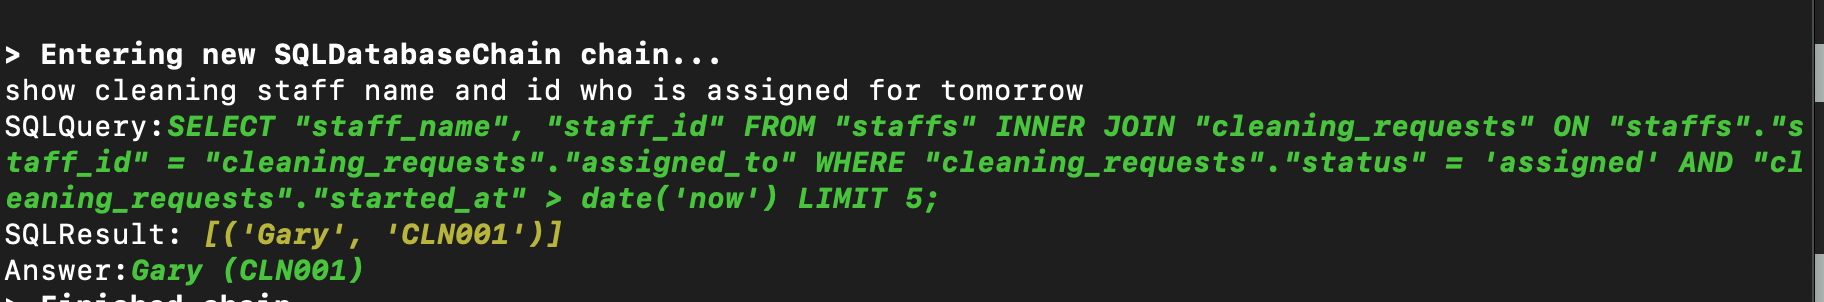 > Entering new SQLDatabaseChain chain...
show cleaning staff name and id who is assigned for tomorrow
SQLQuery:SELECT "staff_name", "staff_id" FROM "staffs" INNER JOIN "cleaning_requests" ON "staffs"."s
taff_id" = "cleaning_requests"."assigned_to" WHERE "cleaning_requests"."status" = 'assigned' AND "cl
eaning_requests"."started_at" > date('now') LIMIT 5;
SQLResult: [('Gary', 'CLN001')]
Answer:Gary (CLN001)
> Finished chain.